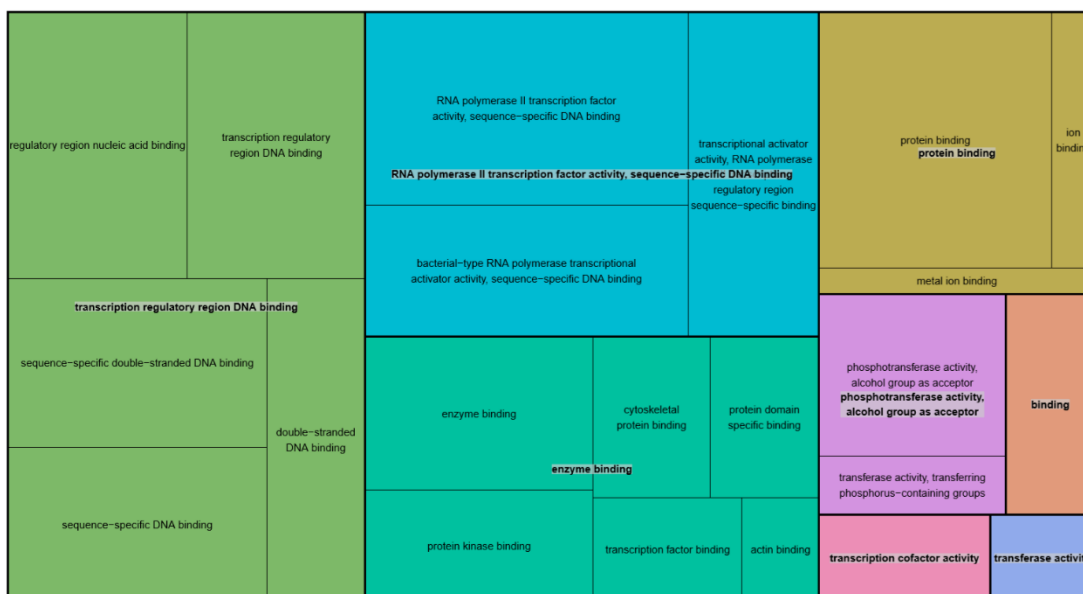 regulatory region nucleic acid binding
transcription regulatory
region DNA binding
transcription regulatory region DNA binding
sequence−specific double−stranded DNA binding
double−stranded
DNA binding
sequence−specific DNA binding
RNA polymerase II transcription factor
activity, sequence−specific DNA binding
transcriptional activator
activity, RNA polymerase
RNA polymerase II transcription factor activity, sequence−specific DNA binding
regulatory region
sequence−specific binding
bacterial−type RNA polymerase transcriptional
activator activity, sequence−specific DNA binding
enzyme binding
cytoskeletal
protein binding
protein domain
specific binding
enzyme binding
protein kinase binding
transcription factor binding
actin binding
protein binding
protein binding
ion
binding
metal ion binding
phosphotransferase activity,
alcohol group as acceptor
phosphotransferase activity,
alcohol group as acceptor
binding
transferase activity, transferring
phosphorus−containing groups
transcription cofactor activity
transferase activity